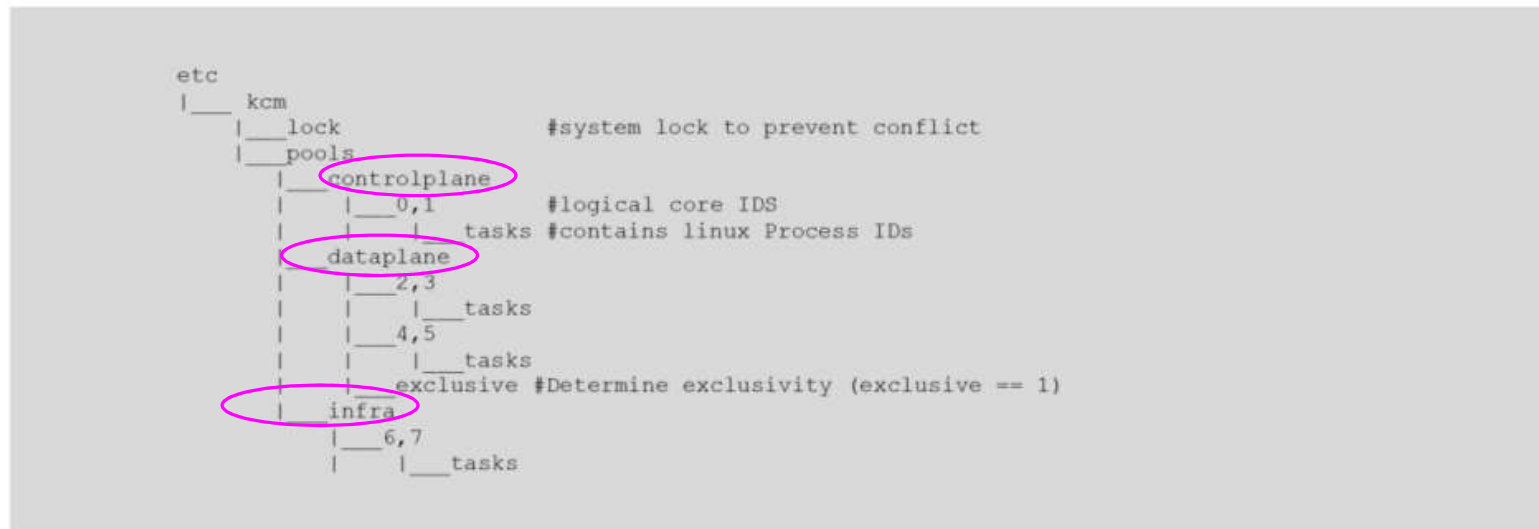 etc
|___ kcm
|___lock #system lock to prevent conflict
|___pools
|___controlplane
| |___0,1 #logical core IDS
| | |___tasks #contains linux Process IDs
|___dataplane
| |___2,3
| | |___tasks
| |___4,5
| | |___tasks
| |___exclusive #Determine exclusivity (exclusive == 1)
|___infra
|___6,7
| |___tasks